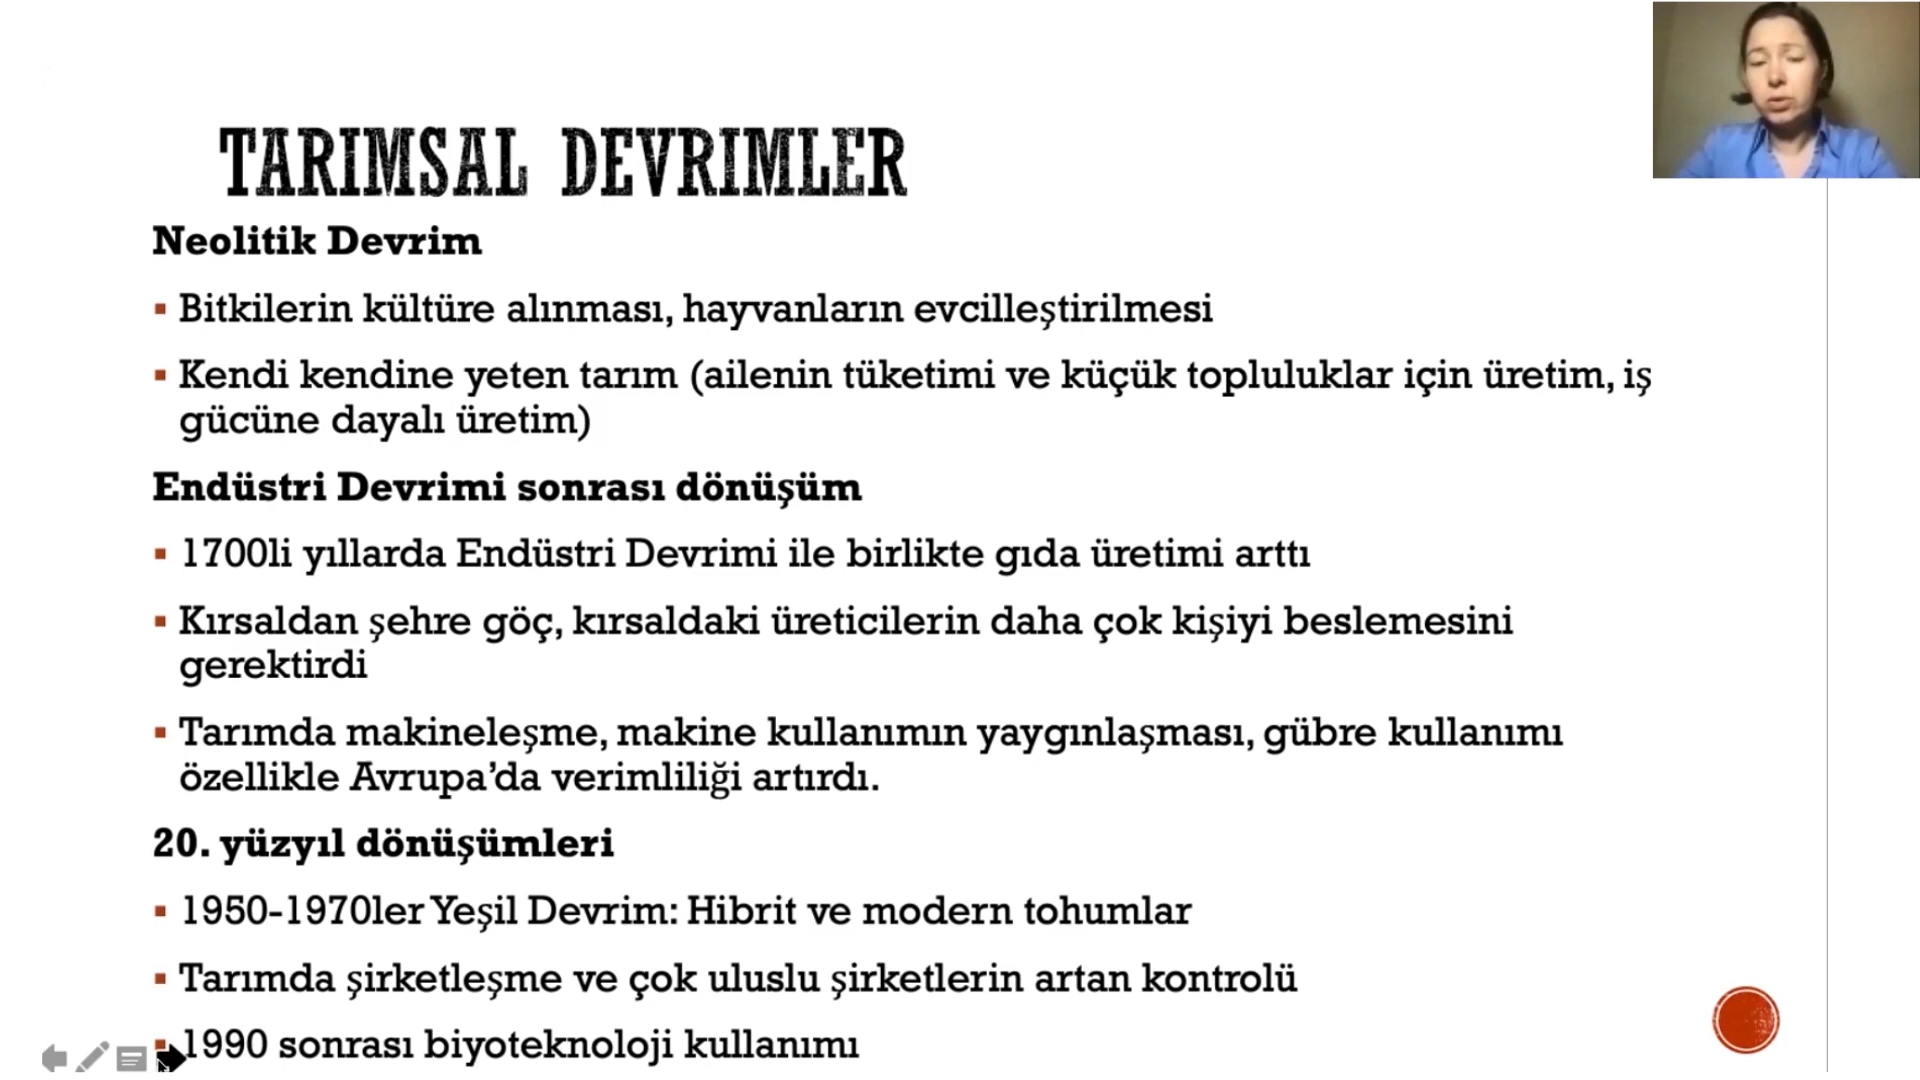 TARIMSAL DEVRIMLER
Neolitik Devrim
Bitkilerin kültüre alınması, hayvanların evcilleştirilmesi
Kendi kendine yeten tarım (ailenin tüketimi ve küçük topluluklar için üretim, iş
gücüne dayalı üretim)
Endüstri Devrimi sonrası dönüşüm
1700li yıllarda Endüstri Devrimi ile birlikte gıda üretimi arttı
Kırsaldan şehre göç, kırsaldaki üreticilerin daha çok kişiyi beslemesini
gerektirdi
Tarımda makineleşme, makine kullanımın yaygınlaşması, gübre kullanımı
özellikle Avrupa’da verimliliği artırdı.
20. yüzyıl dönüşümleri
1950-1970ler Yeşil Devrim: Hibrit ve modern tohumlar
Tarımda şirketleşme ve çok uluslu şirketlerin artan kontrolü
1990 sonrası biyoteknoloji kullanımı